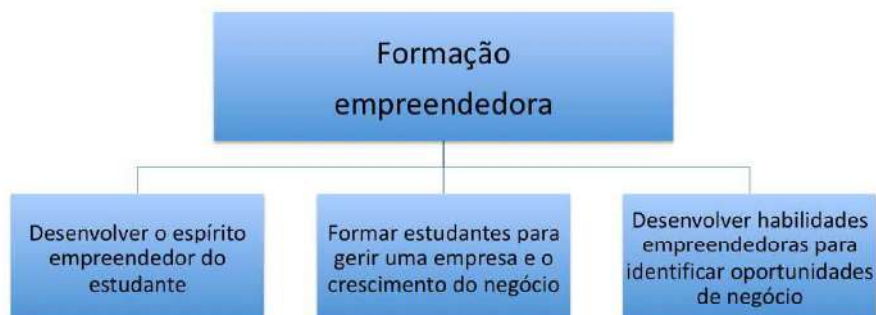 Formação
empreendedora
Desenvolver o espírito
empreendedor do
estudante
Formar estudantes para
gerir uma empresa e o
crescimento do negócio
Desenvolver habilidades
empreendedoras para
identificar oportunidades
de negócio